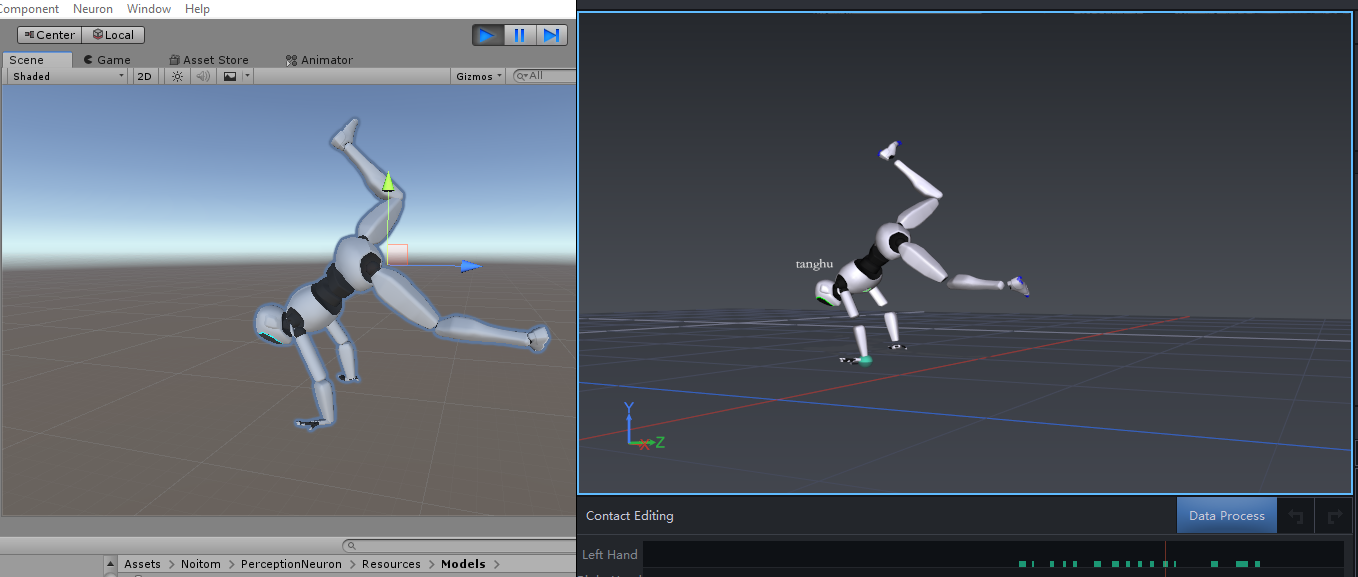 Component Neuron Window Help
Center Local
Scene Game Asset Store Animator
Shaded 2D Gizmos All
tanghu
Y
X Z
Contact Editing Data Process
Left Hand
Assets > Noitom > PerceptionNeuron > Resources > Models >